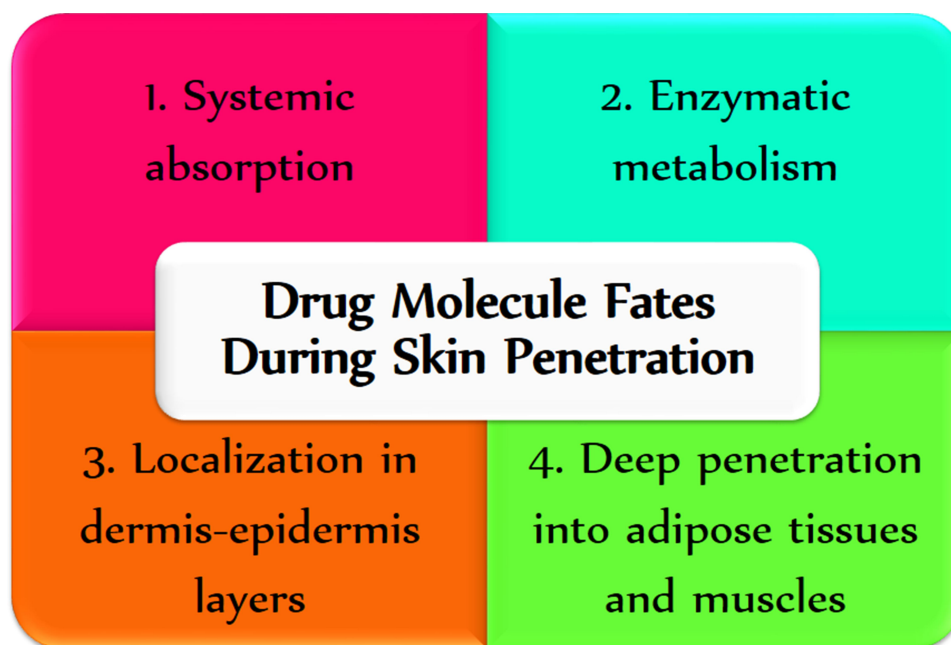 1. Systemic
absorption
2. Enzymatic
metabolism
Drug Molecule Fates
During Skin Penetration
3. Localization in
dermis-epidermis
layers
4. Deep penetration
into adipose tissues
and muscles